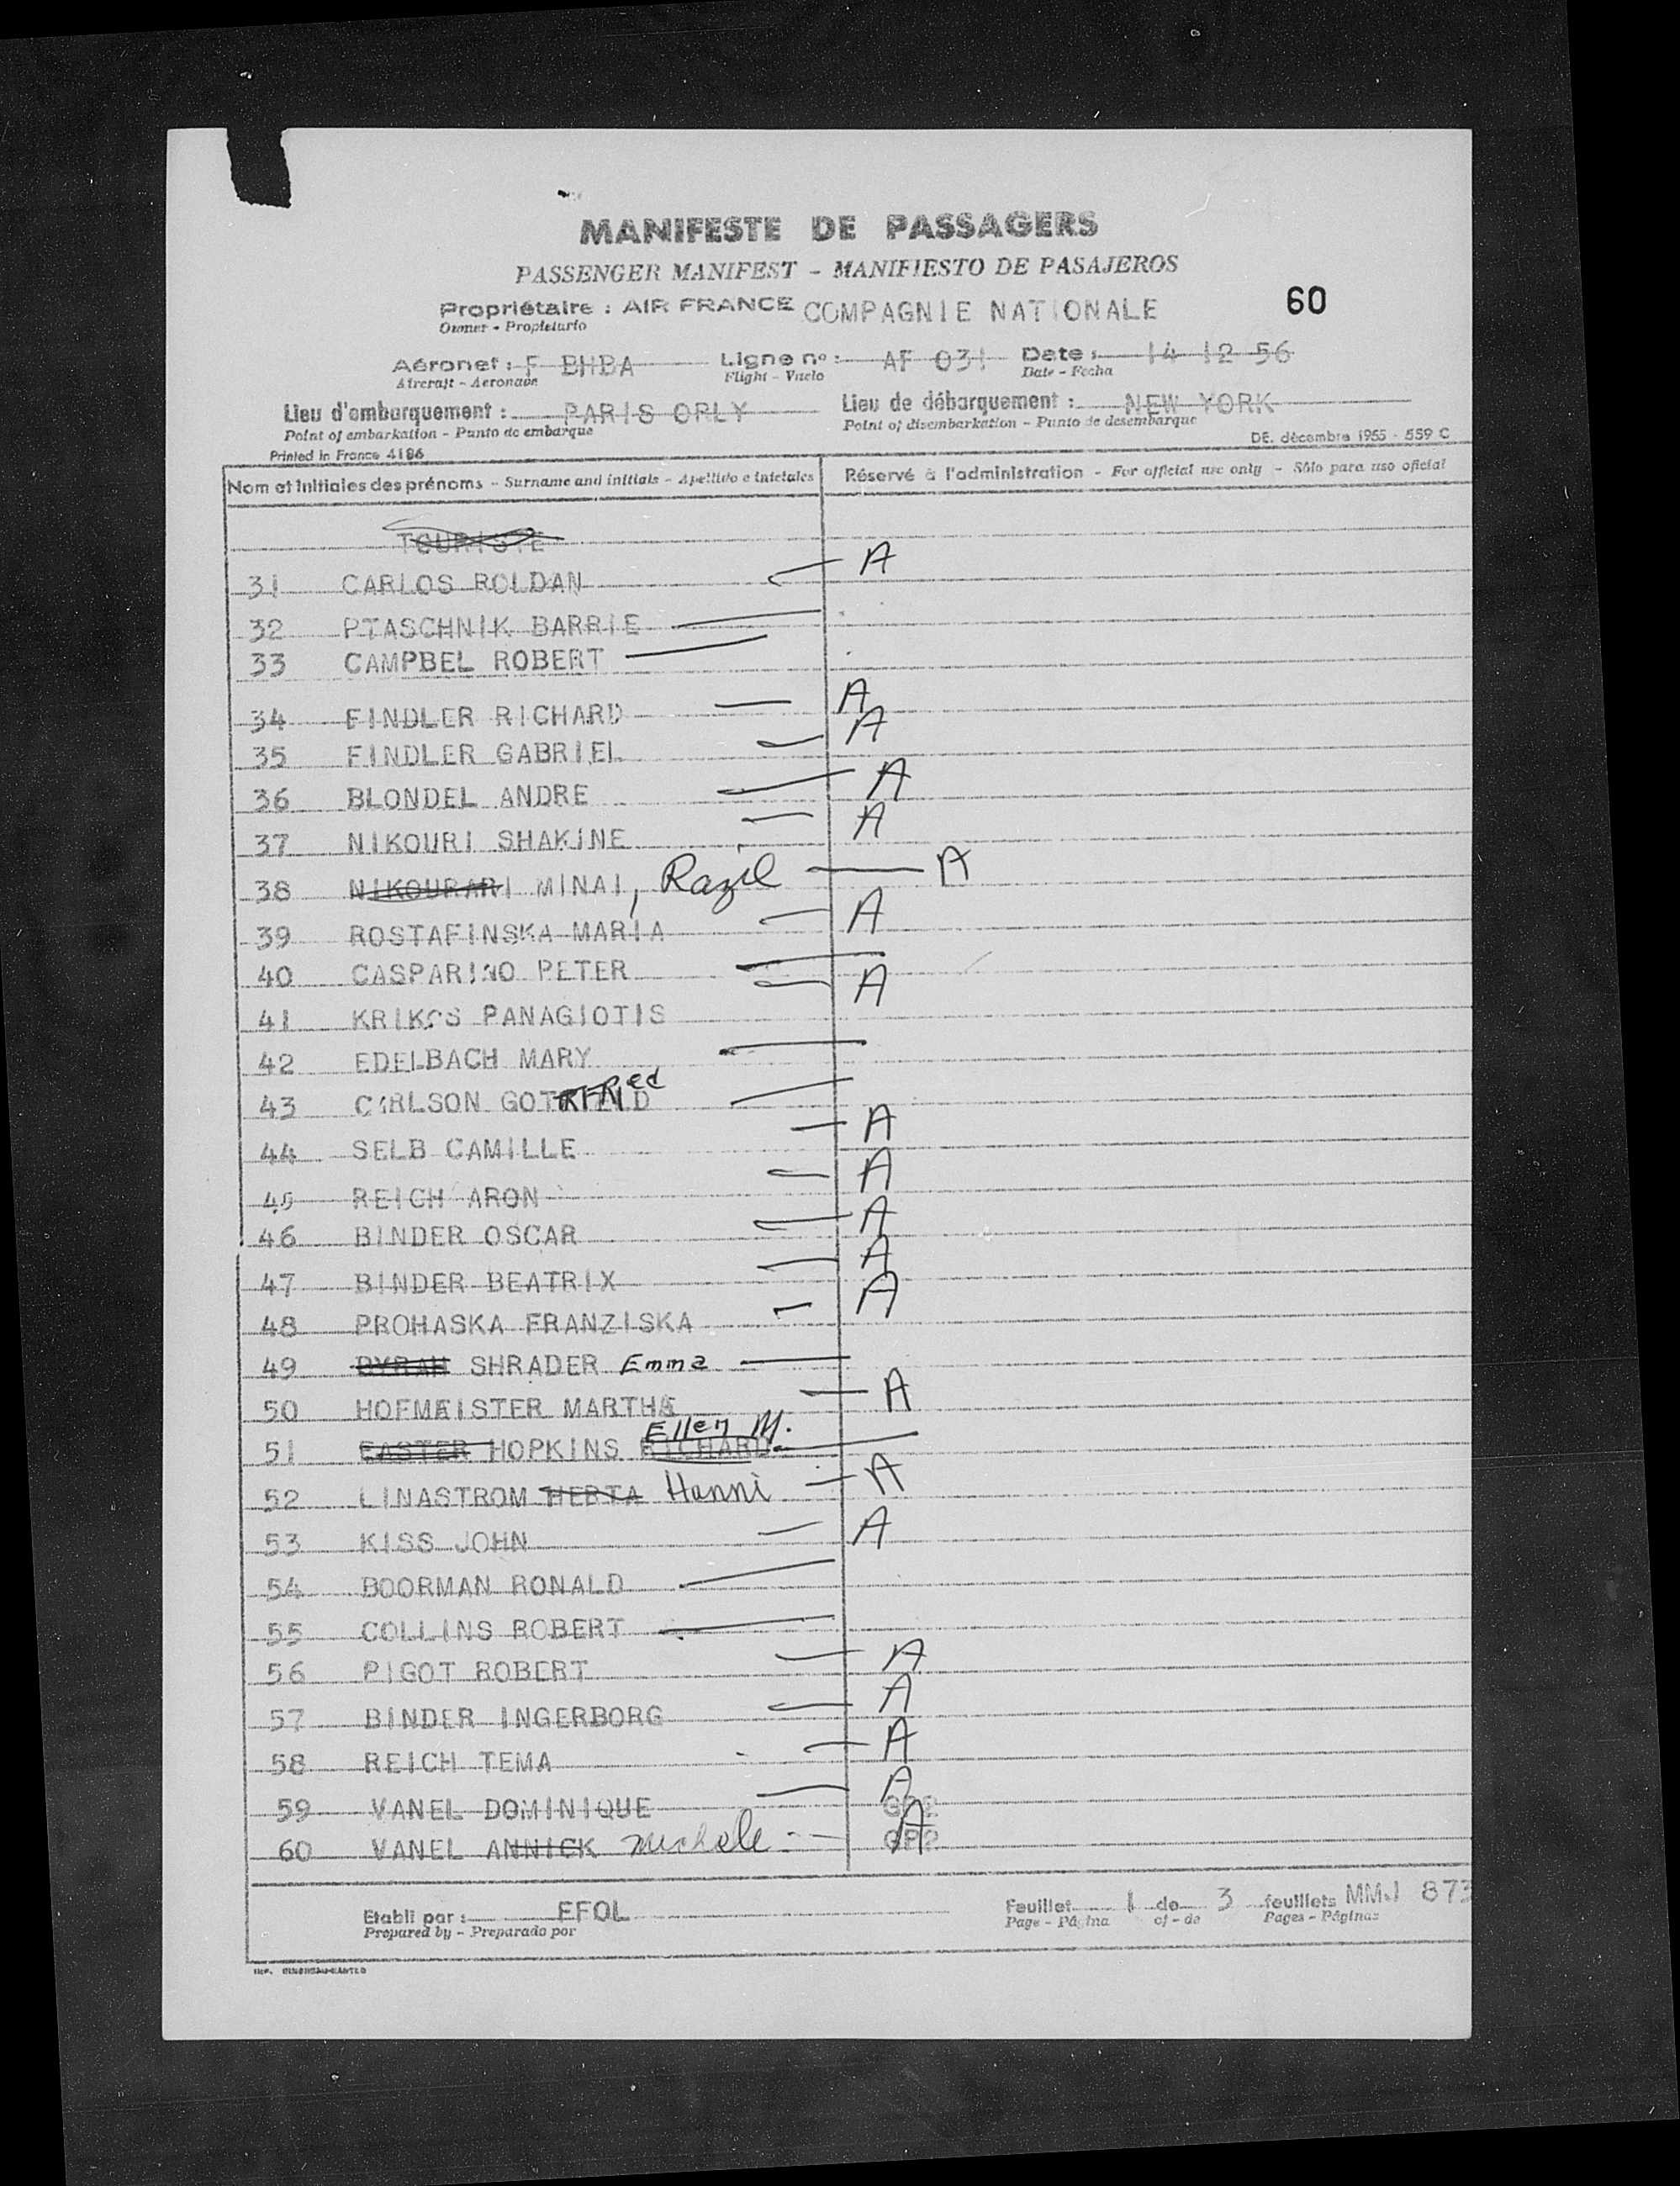 MANIFESTE DE PASSAGERS
PASSENGER MANIFEST - MANIFIESTO DE PASAJEROS
Propriétaire : AIR FRANCE COMPAGNIE NATIONALE 60
Owner - Propietario
Aéronef : F BHBA Ligne nº : AF 031 Date : 14 12 56
Aircraft - Aeronave Flight - Vuelo Date - Fecha
Lieu d'embarquement : PARIS ORLY Lieu de débarquement : NEW YORK
Point of embarkation - Punto de embarque Point of disembarkation - Punto de desembarque
Printed in France 4186 DE. décembre 1955 - 559 C
Nom et initiales des prénoms - Surname and initials - Apellido e iniciales Réservé à l'administration - For official use only - Sólo para uso oficial
TOURISTE
31 CARLOS ROLDAN A
32 PTASCHNIK BARRIE
33 CAMPBEL ROBERT
34 FINDLER RICHARD A
35 FINDLER GABRIEL A
36 BLONDEL ANDRE A
37 NIKOURI SHAKINE A
38 NIKOURARI MINAI, Razil A
39 ROSTAFINSKA MARIA A
40 CASPARINO PETER
41 KRIKOS PANAGIOTIS A
42 EDELBACH MARY
43 CARLSON
44 SELB CAMILLE A
45 REICH ARON A
46 BINDER OSCAR A
47 BINDER BEATRIX A
48 PROHASKA FRANZISKA A
49 SHRADER Emma
50 HOFMEISTER MARTHA A
Ellen M.
51 EASTER HOPKINS RICHARD
52 LINASTROM HERTA Hanni A
53 KISS JOHN A
54 BOORMAN RONALD
55 COLLINS ROBERT
56 PIGOT ROBERT A
57 BINDER INGERBORG A
58 REICH TEMA A
59 VANEL DOMINIQUE GP2 A
60 VANEL ANNICK michele GP2 A
Etabli par : EFOL Feuillet 1 de 3 feuillets MMJ 873
Prepared by - Preparado por Page - Página of - de Pages - Páginas